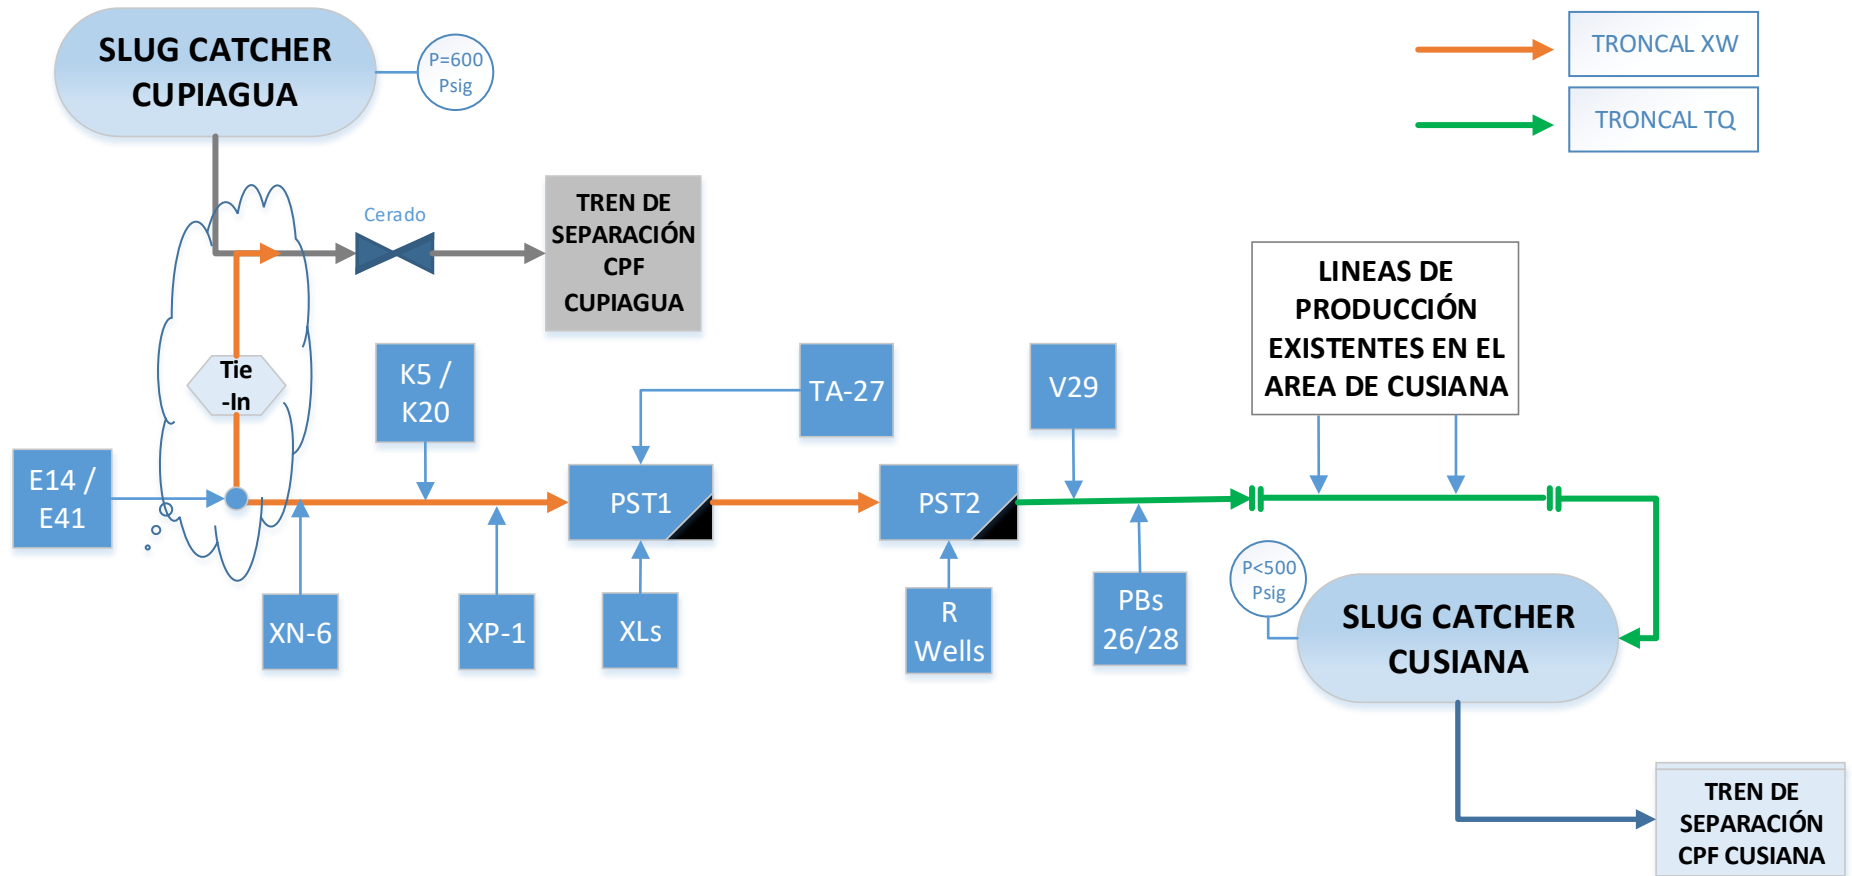 SLUG CATCHER
CUPIAGUA
P=600
Psig
TRONCAL XW
TRONCAL TQ
Cerado
TREN DE
SEPARACIÓN
CPF
CUPIAGUA
LINEAS DE
PRODUCCIÓN
EXISTENTES EN EL
AREA DE CUSIANA
Tie
-In
K5 /
K20
TA-27
V29
E14 /
E41
PST1
PST2
XN-6
XP-1
XLs
R
Wells
PBs
26/28
P<500
Psig
SLUG CATCHER
CUSIANA
TREN DE
SEPARACIÓN
CPF CUSIANA